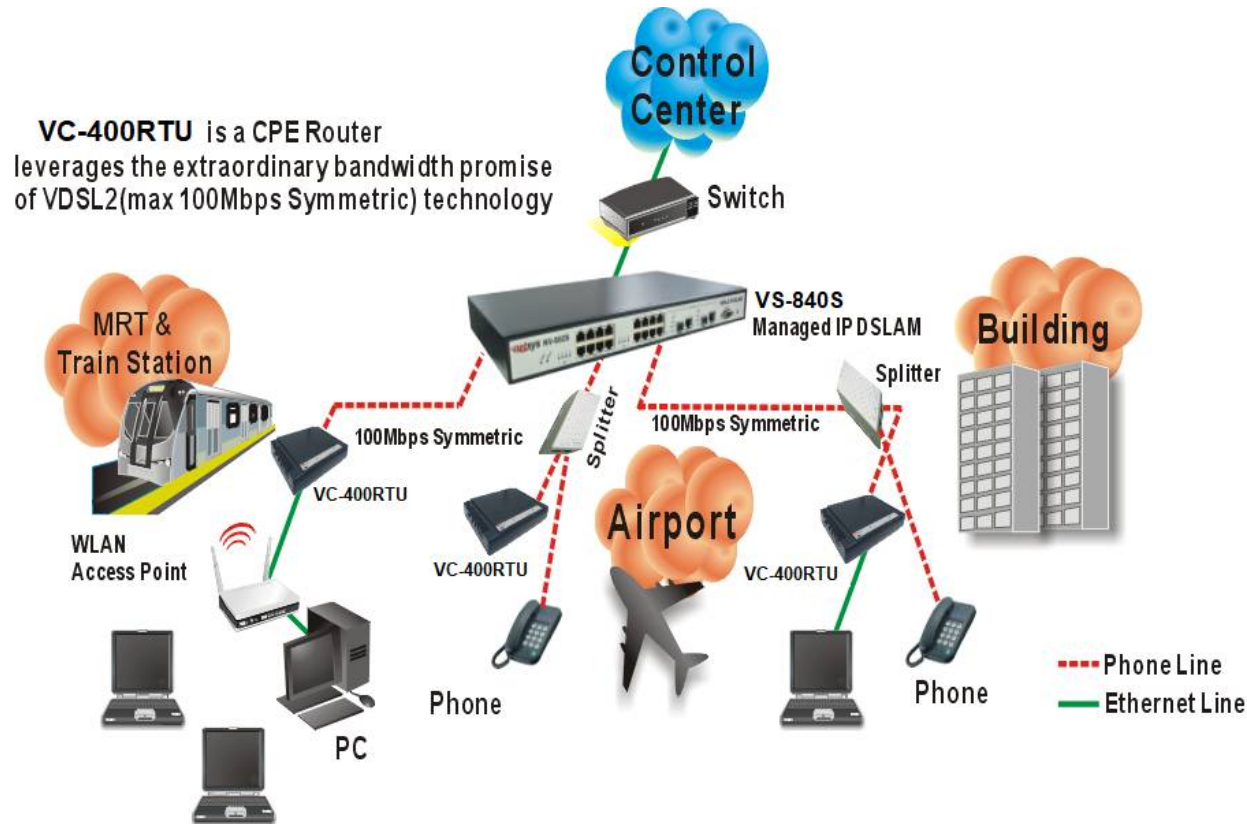 Control
Center
VC-400RTU is a CPE Router
leverages the extraordinary bandwidth promise
of VDSL2(max 100Mbps Symmetric) technology
Switch
MRT &
Train Station
VS-840S
Managed IP DSLAM
Building
Splitter
100Mbps Symmetric
Splitter
100Mbps Symmetric
VC-400RTU
Airport
WLAN
Access Point
VC-400RTU
VC-400RTU
Phone Line
Phone
Phone
Ethernet Line
PC